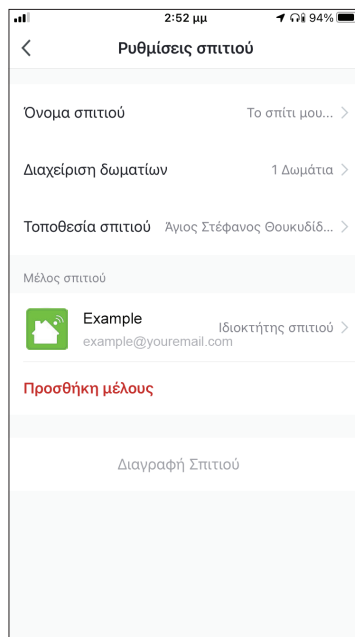 2:52 μμ 94%
Ρυθμίσεις σπιτιού
Όνομα σπιτιού Το σπίτι μου...
Διαχείριση δωματίων 1 Δωμάτια
Τοποθεσία σπιτιού Άγιος Στέφανος Θουκυδίδ...
Μέλος σπιτιού
Example Ιδιοκτήτης σπιτιού
example@youremail.com
Προσθήκη μέλους
Διαγραφή Σπιτιού